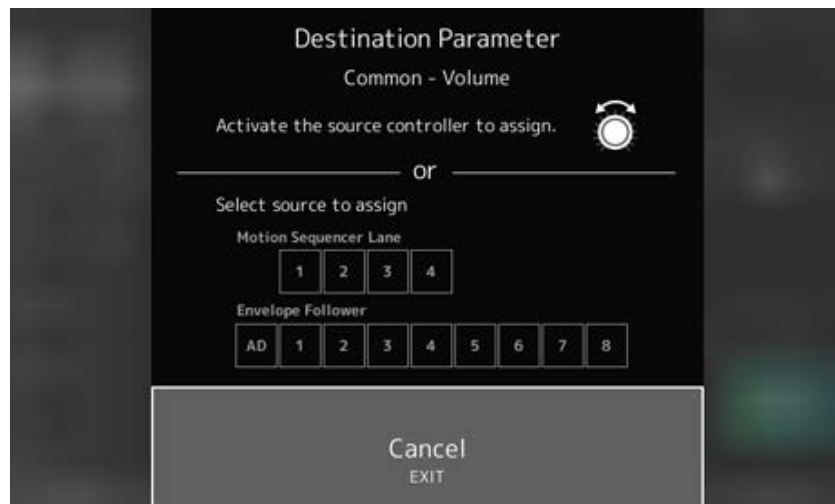 Destination Parameter
Common - Volume
Activate the source controller to assign.
or
Select source to assign
Motion Sequencer Lane
1 2 3 4
Envelope Follower
AD 1 2 3 4 5 6 7 8
Cancel
EXIT